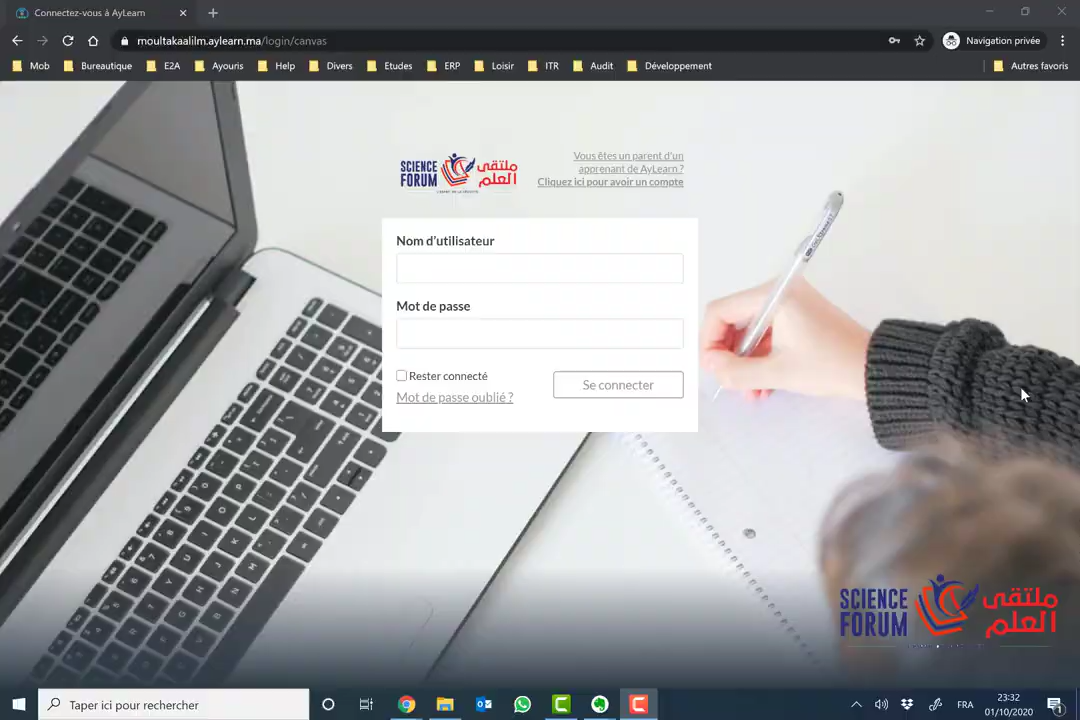 Connectez-vous à AyLearn
moultakaalilm.aylearn.ma/login/canvas
Navigation privée
Mob
Bureautique
E2A
Ayouris
Help
Divers
Etudes
ERP
Loisir
ITR
Audit
Développement
Autres favoris
SCIENCE FORUM
ملتقى العلم
Vous êtes un parent d'un
apprenant de AyLearn ?
Cliquez ici pour avoir un compte
Nom d'utilisateur
Mot de passe
Rester connecté
Mot de passe oublié ?
Se connecter
SCIENCE FORUM
ملتقى العلم
Taper ici pour rechercher
FRA
23:32
01/10/2020